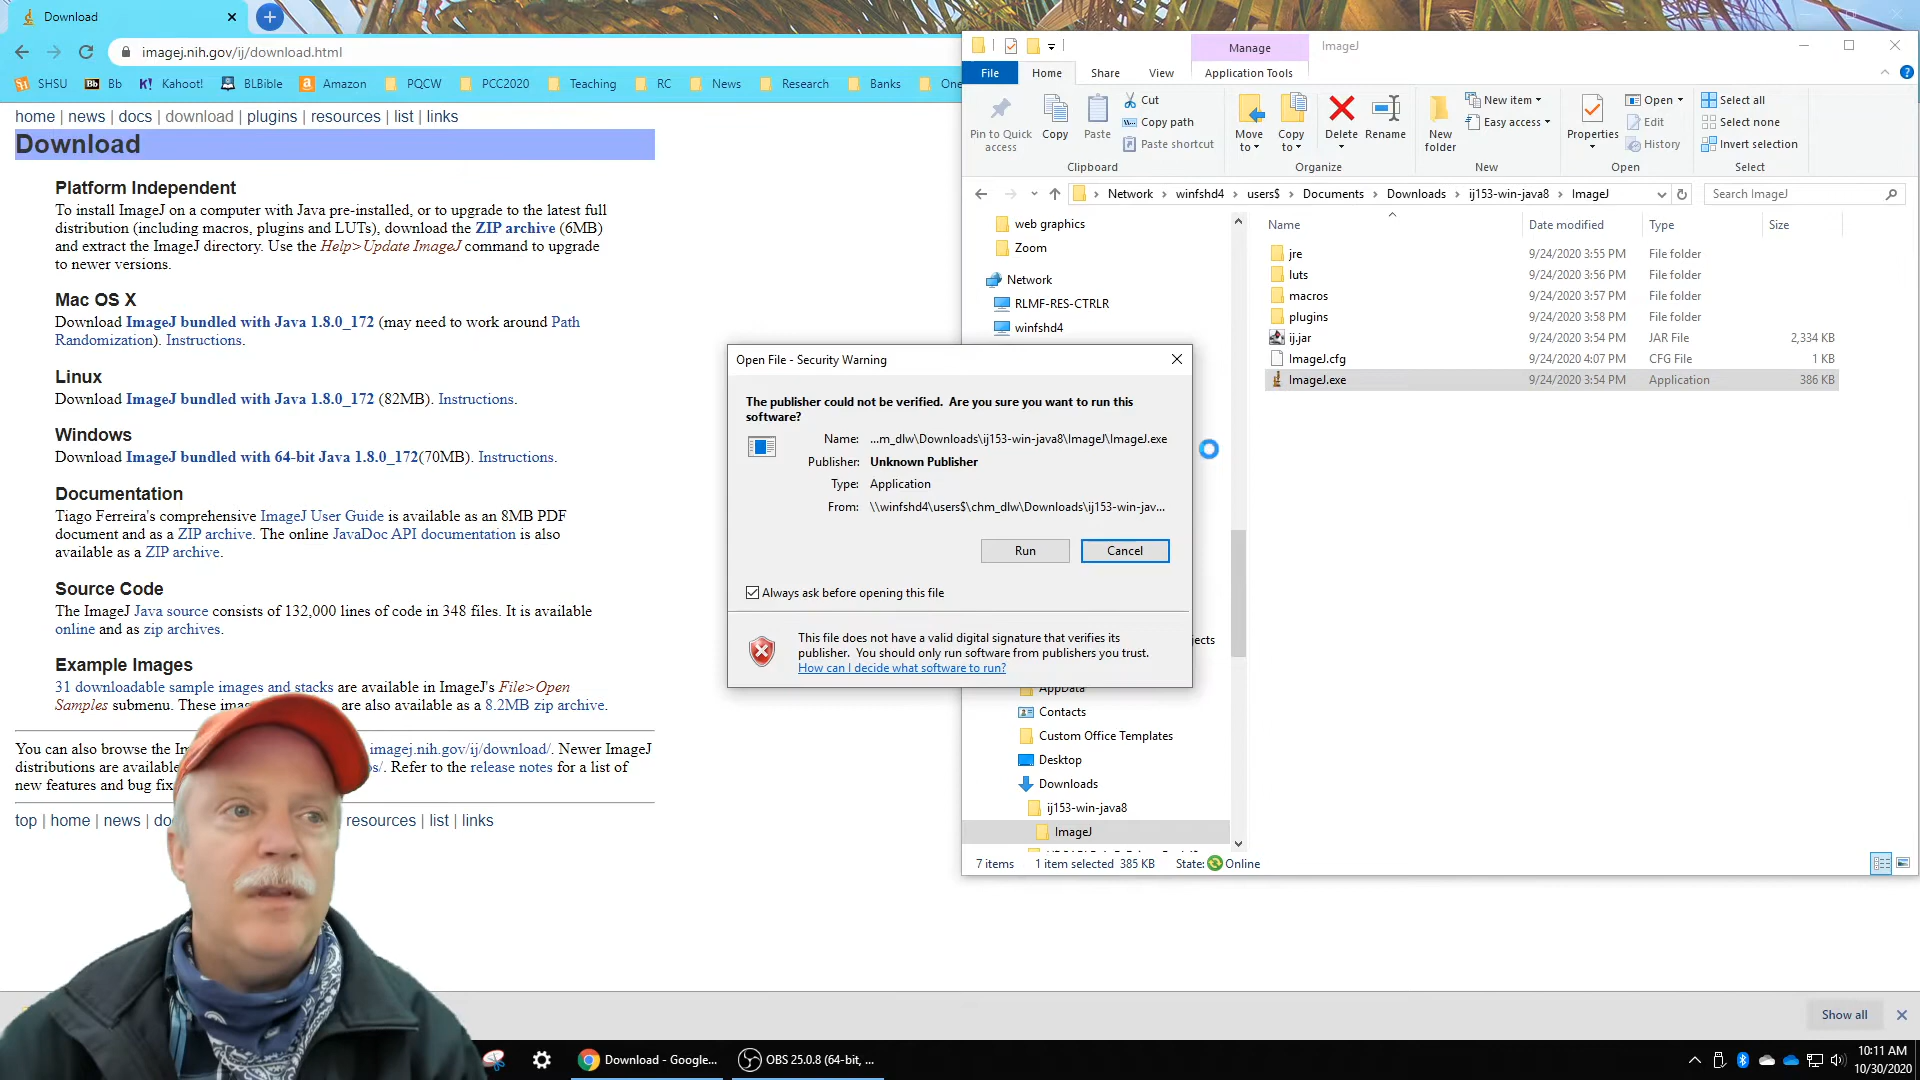 Download
imagej.nih.gov/ij/download.html
SHSU Bb Bb Kahoot! BLBible Amazon PQCW PCC2020 Teaching RC News Research Banks
home | news | docs | download | plugins | resources | list | links
Download
Platform Independent
To install ImageJ on a computer with Java pre-installed, or to upgrade to the latest full
distribution (including macros, plugins and LUTs), download the ZIP archive (6MB)
and extract the ImageJ directory. Use the Help>Update ImageJ command to upgrade
to newer versions.
Mac OS X
Download ImageJ bundled with Java 1.8.0_172 (may need to work around Path
Randomization). Instructions.
Linux
Download ImageJ bundled with Java 1.8.0_172 (82MB). Instructions.
Windows
Download ImageJ bundled with 64-bit Java 1.8.0_172(70MB). Instructions.
Documentation
Tiago Ferreira's comprehensive ImageJ User Guide is available as an 8MB PDF
document and as a ZIP archive. The online JavaDoc API documentation is also
available as a ZIP archive.
Source Code
The ImageJ Java source consists of 132,000 lines of code in 348 files. It is available
online and as zip archives.
Example Images
31 downloadable sample images and stacks are available in ImageJ's File>Open
Samples submenu. These are also available as a 8.2MB zip archive.
You can also browse the imagej.nih.gov/ij/download/. Newer ImageJ
distributions are available Refer to the release notes for a list of
new features and bug
top | home | news | resources | list | links
Manage
ImageJ
File Home Share View Application Tools
Pin to Quick
access
Copy
Paste
Cut
Copy path
Paste shortcut
Clipboard
Move
to
Copy
to
Delete
Rename
Organize
New
folder
New item
Easy access
New
Properties
Open
Edit
History
Open
Select all
Select none
Invert selection
Select
Network winfshd4 users$ Documents Downloads ij153-win-java8 ImageJ
Search ImageJ
web graphics
Zoom
Network
RLMF-RES-CTRLR
winfshd4
AppData
Contacts
Custom Office Templates
Desktop
Downloads
ij153-win-java8
ImageJ
Name Date modified Type Size
jre 9/24/2020 3:55 PM File folder
luts 9/24/2020 3:56 PM File folder
macros 9/24/2020 3:57 PM File folder
plugins 9/24/2020 3:58 PM File folder
ij.jar 9/24/2020 3:54 PM JAR File 2,334 KB
ImageJ.cfg 9/24/2020 4:07 PM CFG File 1 KB
ImageJ.exe 9/24/2020 3:54 PM Application 386 KB
7 items 1 item selected 385 KB State: Online
Open File - Security Warning
The publisher could not be verified. Are you sure you want to run this
software?
Name: ...m_dlw\Downloads\ij153-win-java8\ImageJ\ImageJ.exe
Publisher: Unknown Publisher
Type: Application
From: \\winfshd4\users$\chm_dlw\Downloads\ij153-win-jav...
Run Cancel
Always ask before opening this file
This file does not have a valid digital signature that verifies its
publisher. You should only run software from publishers you trust.
How can I decide what software to run?
Show all
Download - Google...
OBS 25.0.8 (64-bit, ...
10:11 AM
10/30/2020